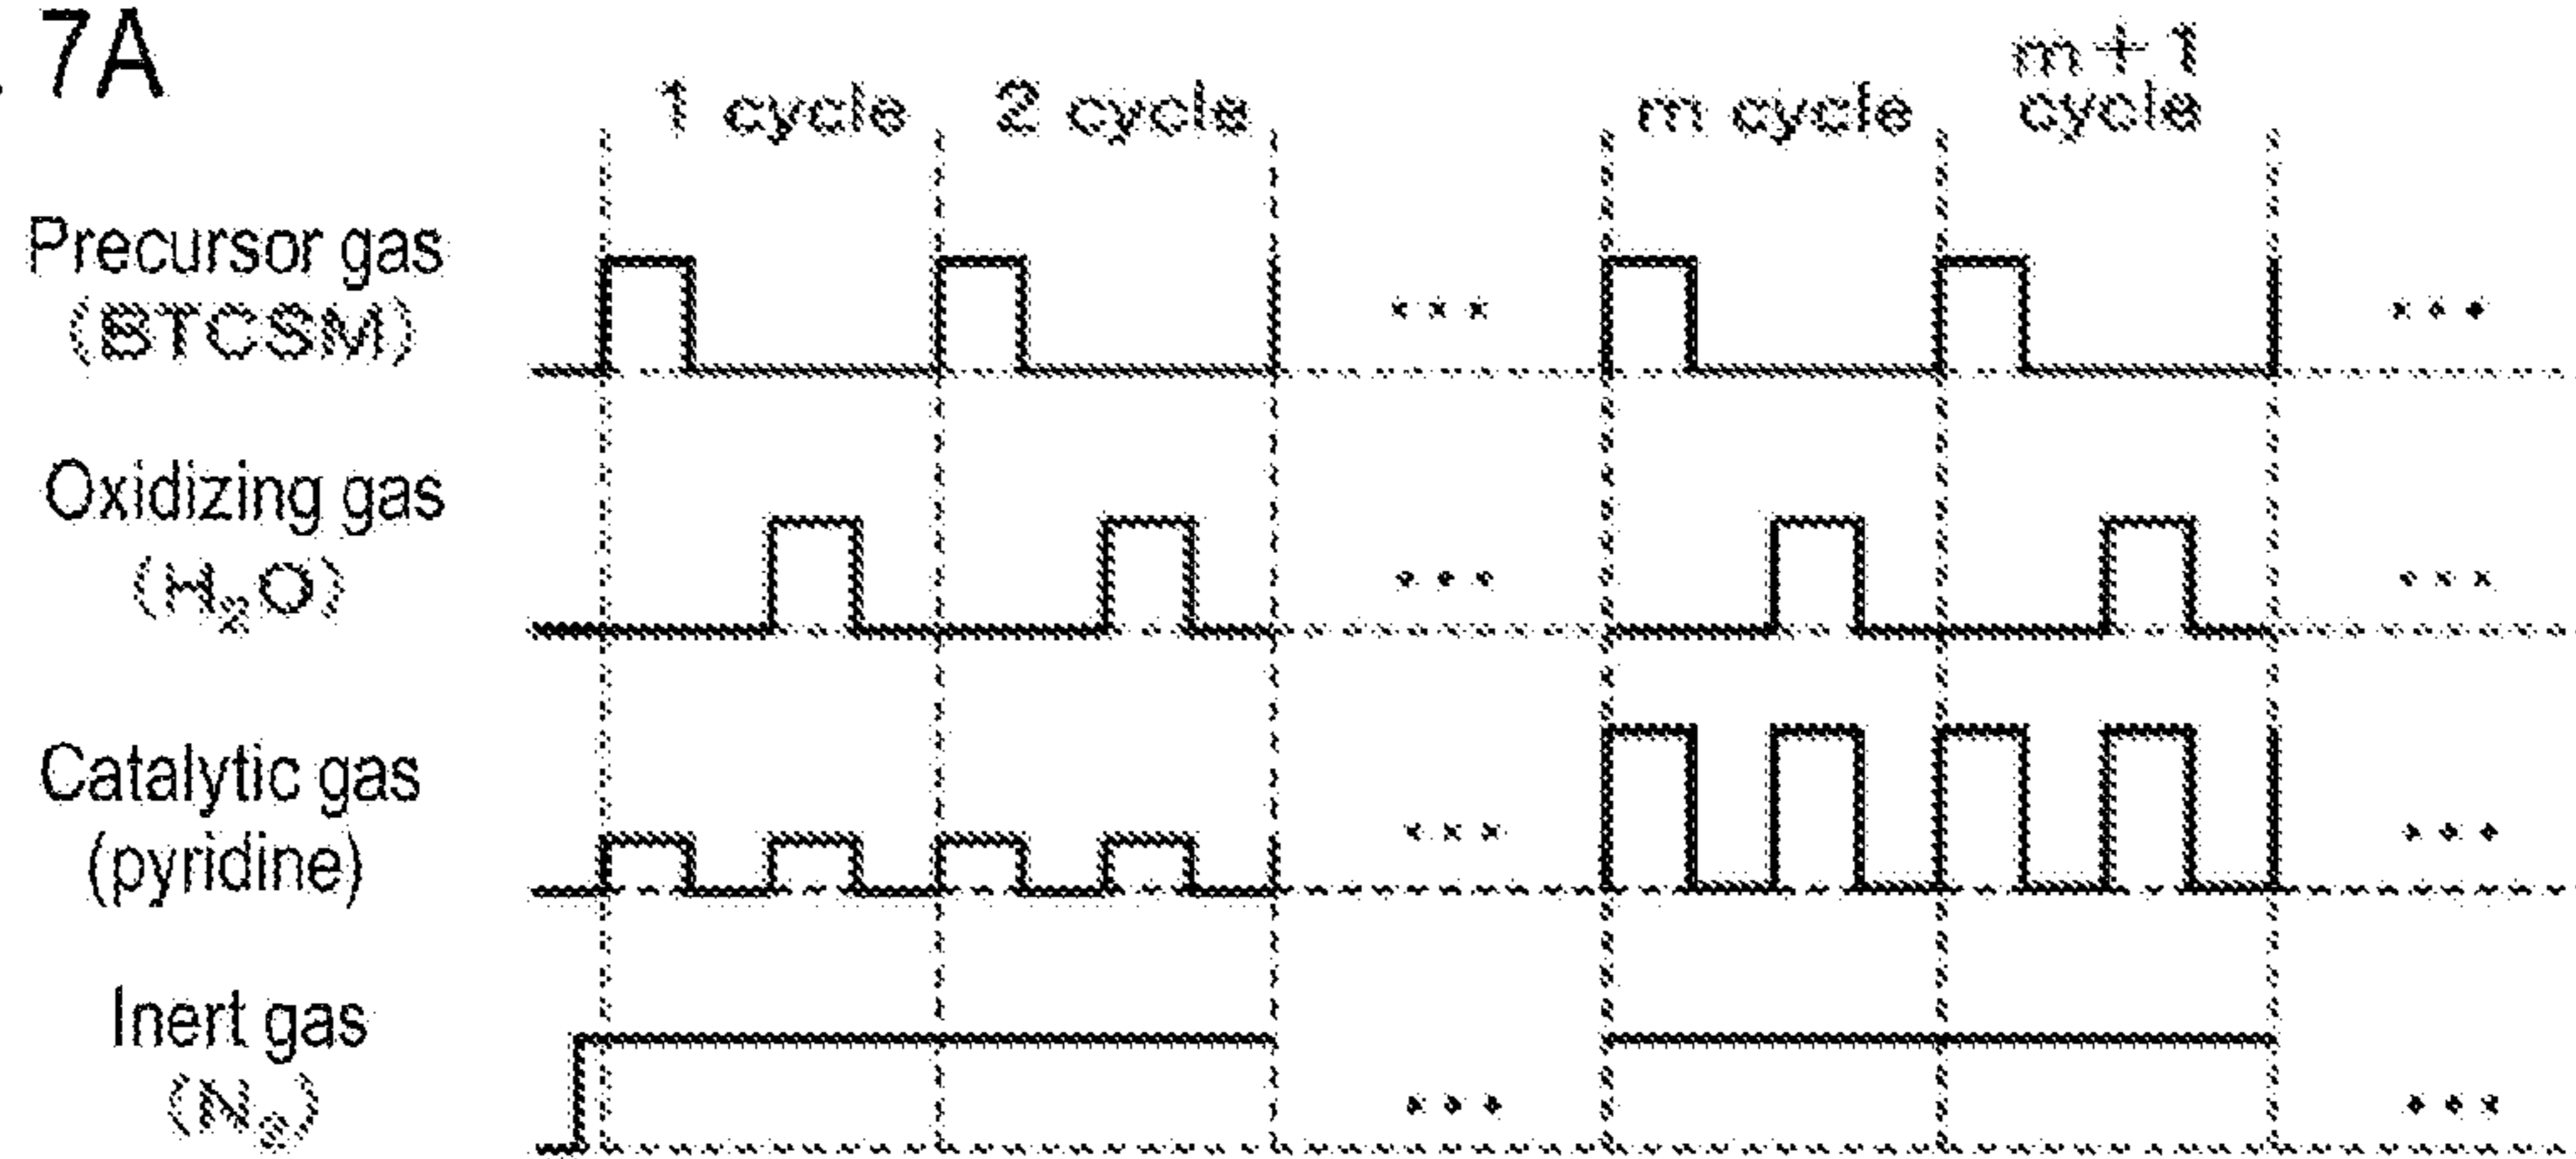 . 7A
1 cycle
2 cycle
m cycle
m + 1
cycle
Precursor gas
(BTCSM)
Oxidizing gas
(H₂O)
Catalytic gas
(pyridine)
Inert gas
(N₂)